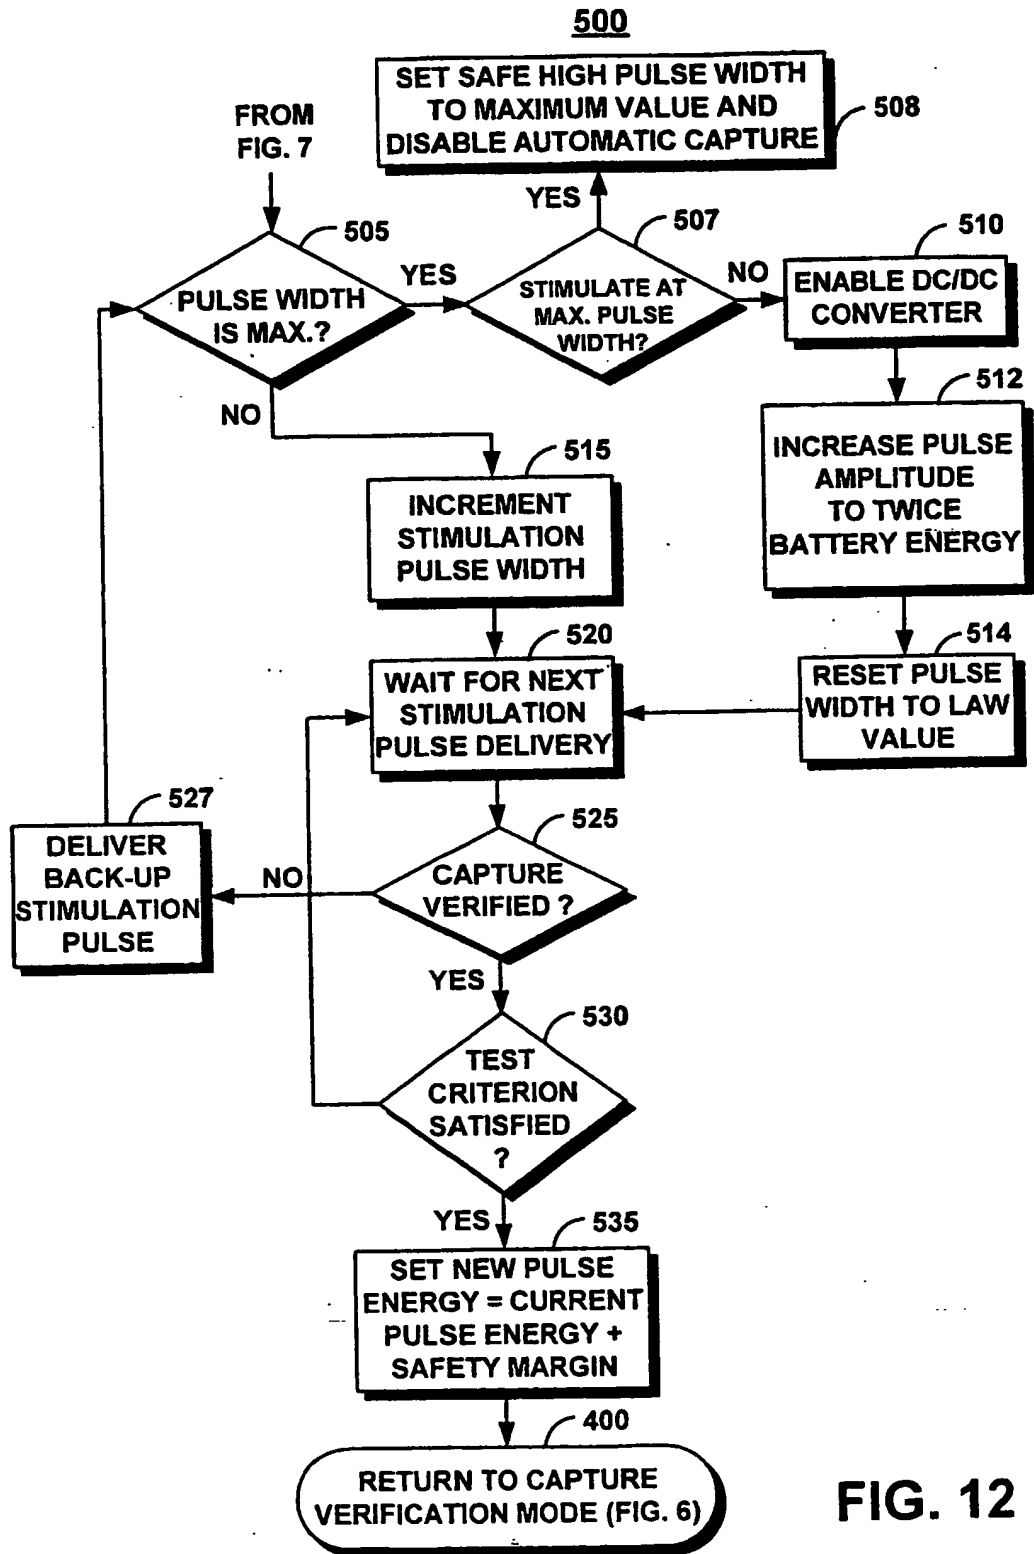 500
SET SAFE HIGH PULSE WIDTH
TO MAXIMUM VALUE AND
DISABLE AUTOMATIC CAPTURE
508
FROM
FIG. 7
YES
505
507
510
PULSE WIDTH
IS MAX.?
YES
STIMULATE AT
MAX. PULSE
WIDTH?
NO
ENABLE DC/DC
CONVERTER
NO
512
INCREASE PULSE
AMPLITUDE
TO TWICE
BATTERY ENERGY
515
INCREMENT
STIMULATION
PULSE WIDTH
520
WAIT FOR NEXT
STIMULATION
PULSE DELIVERY
514
RESET PULSE
WIDTH TO LAW
VALUE
527
DELIVER
BACK-UP
STIMULATION
PULSE
NO
525
CAPTURE
VERIFIED ?
YES
530
TEST
CRITERION
SATISFIED
?
YES
535
SET NEW PULSE
ENERGY = CURRENT
PULSE ENERGY +
SAFETY MARGIN
400
RETURN TO CAPTURE
VERIFICATION MODE (FIG. 6)
FIG. 12